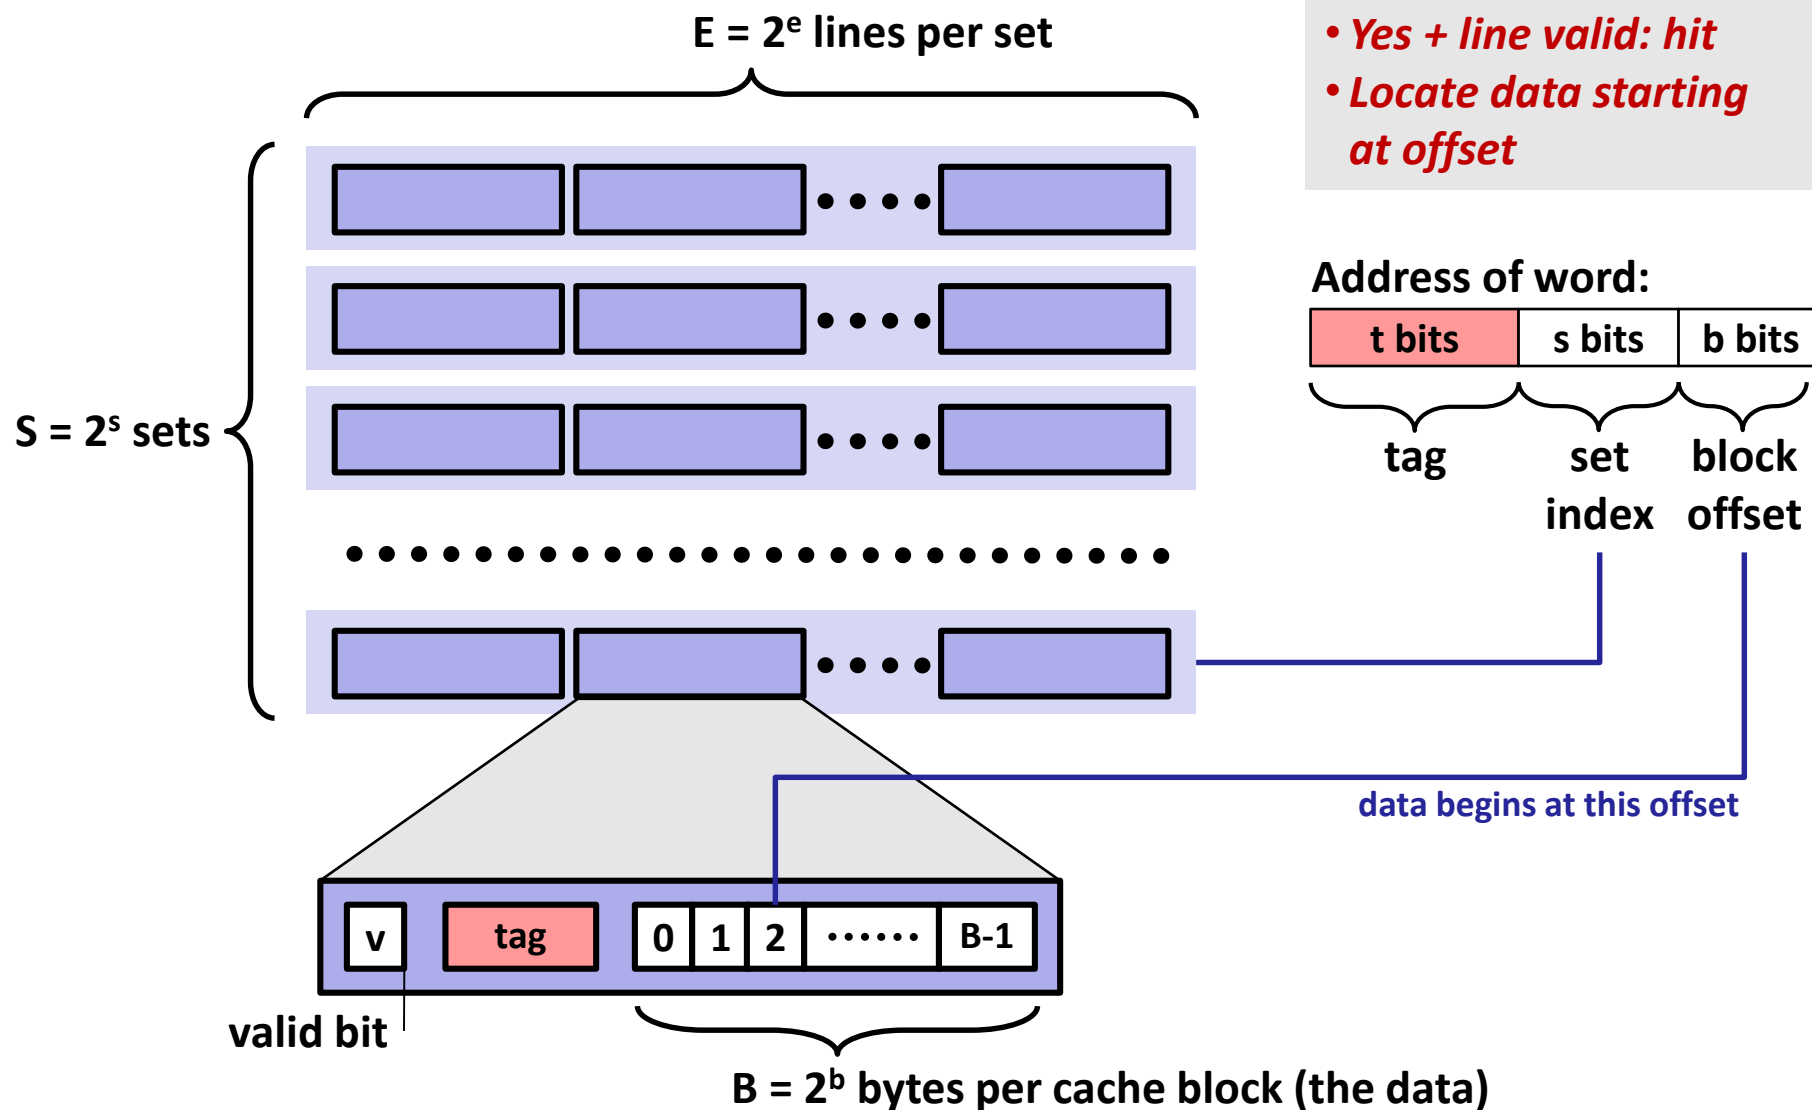 E = 2ᵉ lines per set
• Yes + line valid: hit
• Locate data starting
at offset
Address of word:
t bits s bits b bits
S = 2ˢ sets
tag set block
index offset
data begins at this offset
v tag 0 1 2 ······ B-1
valid bit
B = 2ᵇ bytes per cache block (the data)